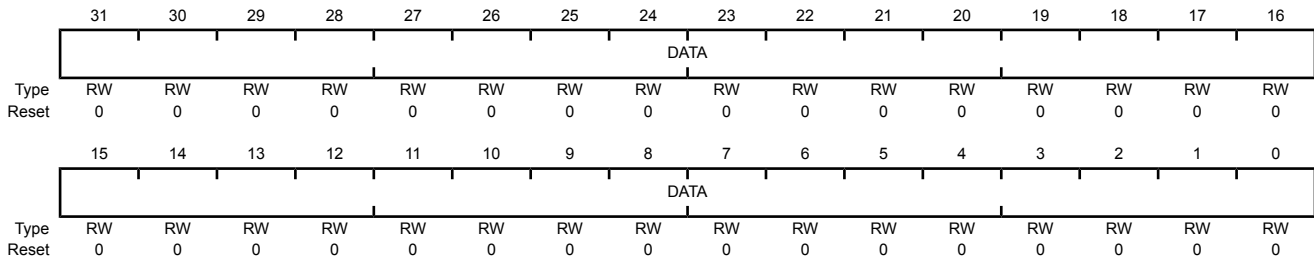 31 30 29 28 27 26 25 24 23 22 21 20 19 18 17 16
DATA
Type RW RW RW RW RW RW RW RW RW RW RW RW RW RW RW RW
Reset 0 0 0 0 0 0 0 0 0 0 0 0 0 0 0 0
15 14 13 12 11 10 9 8 7 6 5 4 3 2 1 0
DATA
Type RW RW RW RW RW RW RW RW RW RW RW RW RW RW RW RW
Reset 0 0 0 0 0 0 0 0 0 0 0 0 0 0 0 0